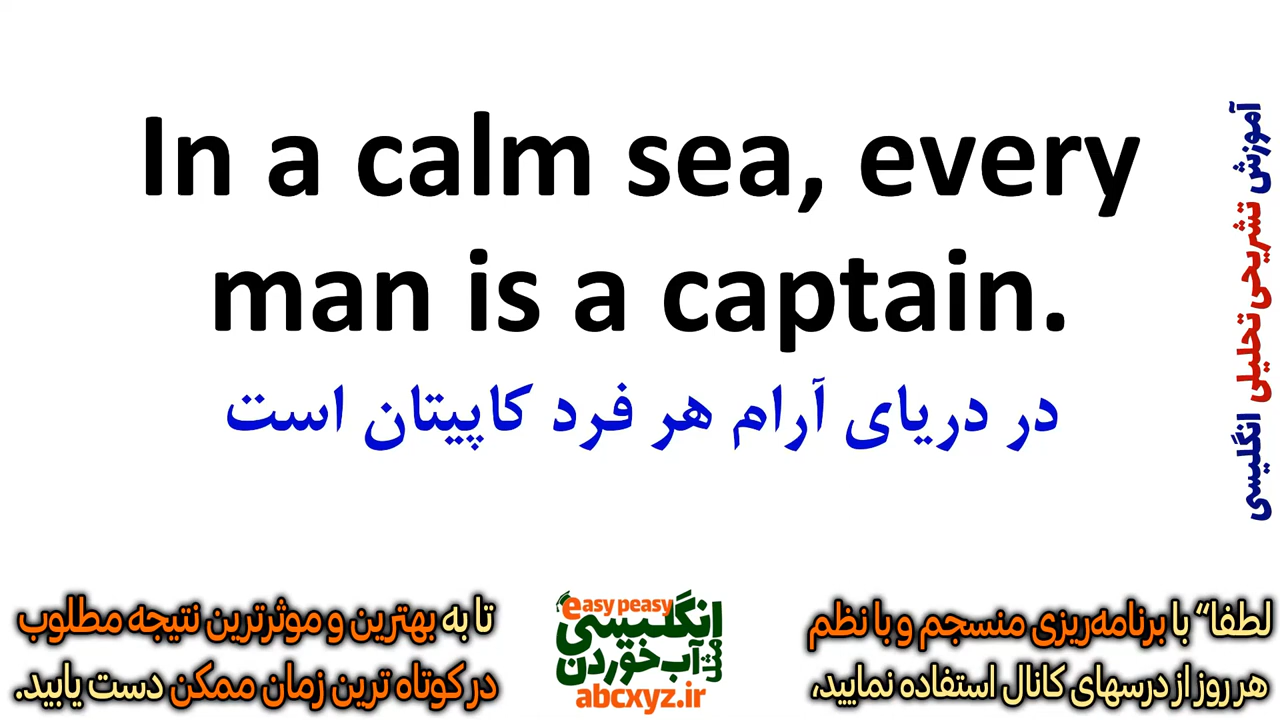 In a calm sea, every
man is a captain.
در دریای آرام هر فرد کاپیتان است
آموزش تشریحی تحلیلی انگلیسی
لطفا“ با برنامه‌ریزی منسجم و با نظم
هر روز از درسهای کانال استفاده نمایید،
easy peasy
انگلیسی
مثل آب خوردن
abcxyz.ir
تا به بهترین و موثرترین نتیجه مطلوب
در کوتاه ترین زمان ممکن دست یابید.